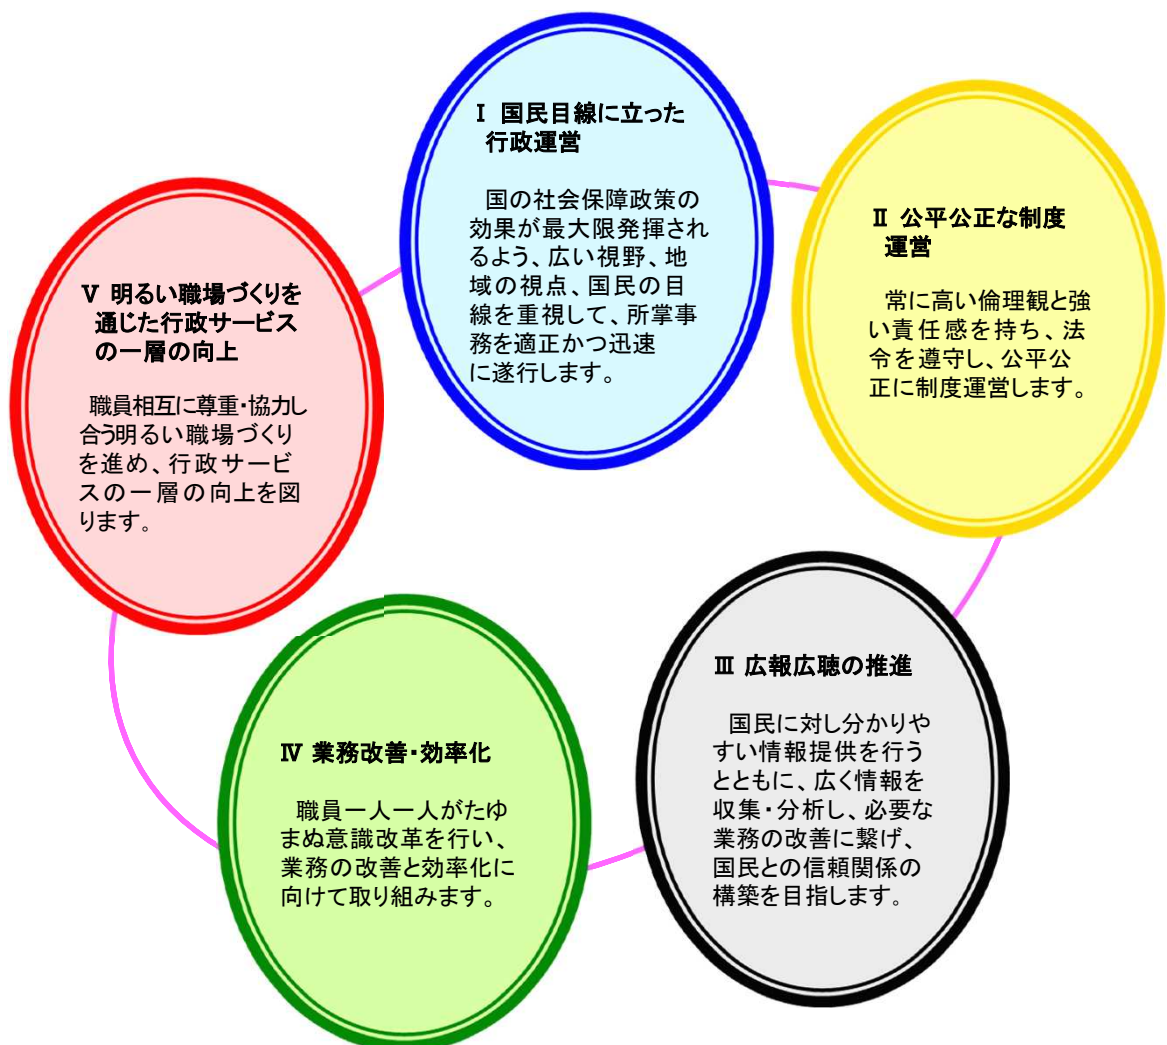 Ⅰ 国民目線に立った
行政運営
国の社会保障政策の
効果が最大限発揮され
るよう、広い視野、地
域の視点、国民の目
線を重視して、所掌事
務を適正かつ迅速
に遂行します。
Ⅱ 公平公正な制度
運営
常に高い倫理観と強
い責任感を持ち、法
令を遵守し、公平公
正に制度運営します。
Ⅲ 広報広聴の推進
国民に対し分かりや
すい情報提供を行う
とともに、広く情報を
収集・分析し、必要な
業務の改善に繋げ、
国民との信頼関係の
構築を目指します。
Ⅳ 業務改善・効率化
職員一人一人がたゆ
まぬ意識改革を行い、
業務の改善と効率化に
向けて取り組みます。
Ⅴ 明るい職場づくりを
通じた行政サービス
の一層の向上
職員相互に尊重・協力し
合う明るい職場づくり
を進め、行政サービ
スの一層の向上を図
ります。